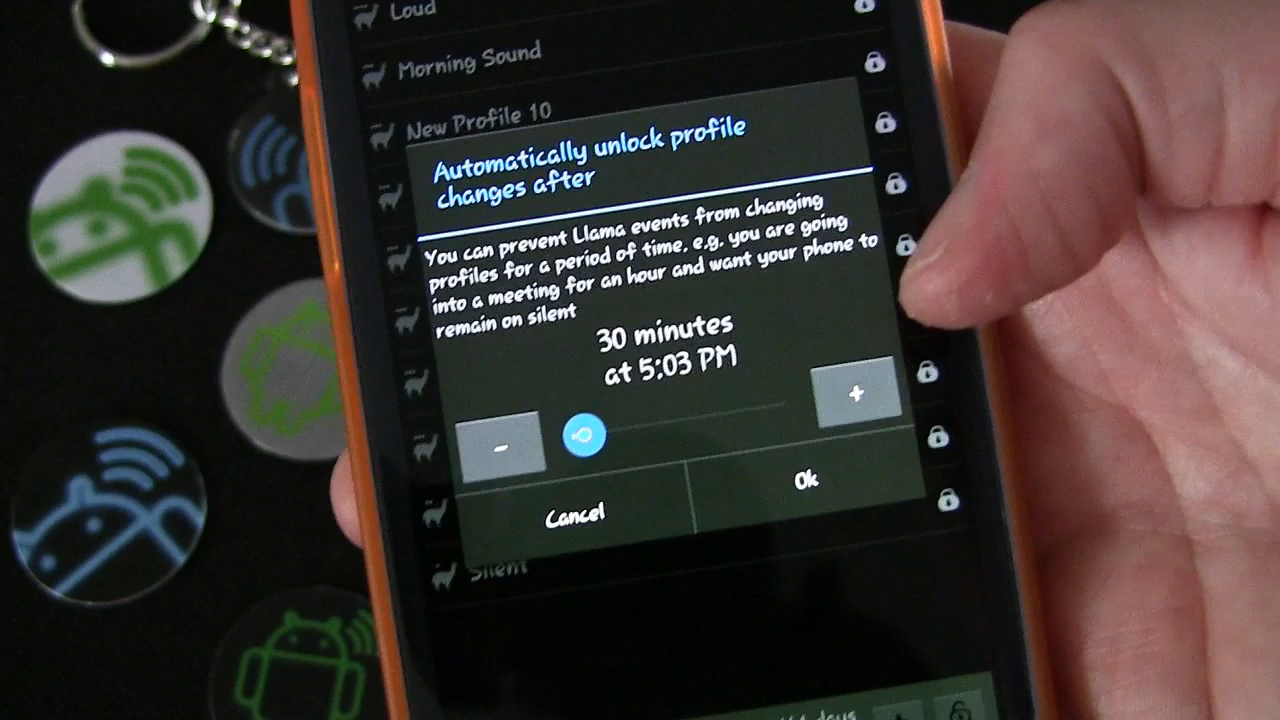 Loud
Morning Sound
New Profile 10
Automatically unlock profile
changes after
You can prevent Llama events from changing
profiles for a period of time, e.g. you are going
into a meeting for an hour and want your phone to
remain on silent
30 minutes
at 5:03 PM
-
+
Cancel
Ok
Silent
days